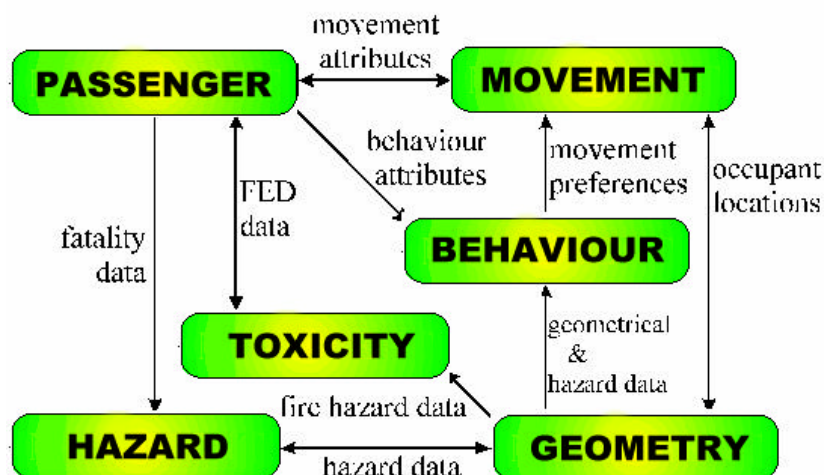 movement
attributes
PASSENGER
MOVEMENT
behaviour
attributes
movement
preferences
occupant
locations
FED
data
fatality
data
BEHAVIOUR
TOXICITY
geometrical
&
hazard data
fire hazard data
HAZARD
GEOMETRY
hazard data